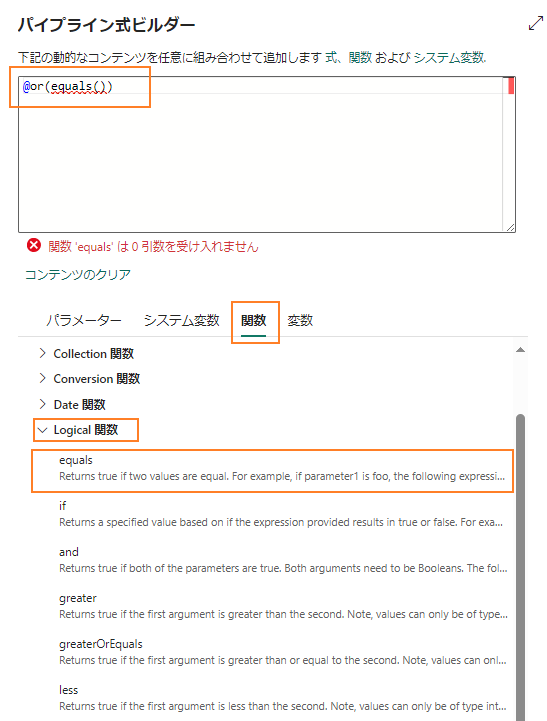 パイプライン式ビルダー
下記の動的なコンテンツを任意に組み合わせて追加します 式、関数 および システム変数.
@or(equals())
関数 'equals' は 0 引数を受け入れません
コンテンツのクリア
パラメーター システム変数 関数 変数
Collection 関数
Conversion 関数
Date 関数
Logical 関数
equals
Returns true if two values are equal. For example, if parameter1 is foo, the following expressi...
if
Returns a specified value based on if the expression provided results in true or false. For exa...
and
Returns true if both of the parameters are true. Both arguments need to be Booleans. The fol...
greater
Returns true if the first argument is greater than the second. Note, values can only be of type...
greaterOrEquals
Returns true if the first argument is greater than or equal to the second. Note, values can onl...
less
Returns true if the first argument is less than the second. Note, values can only be of type int...